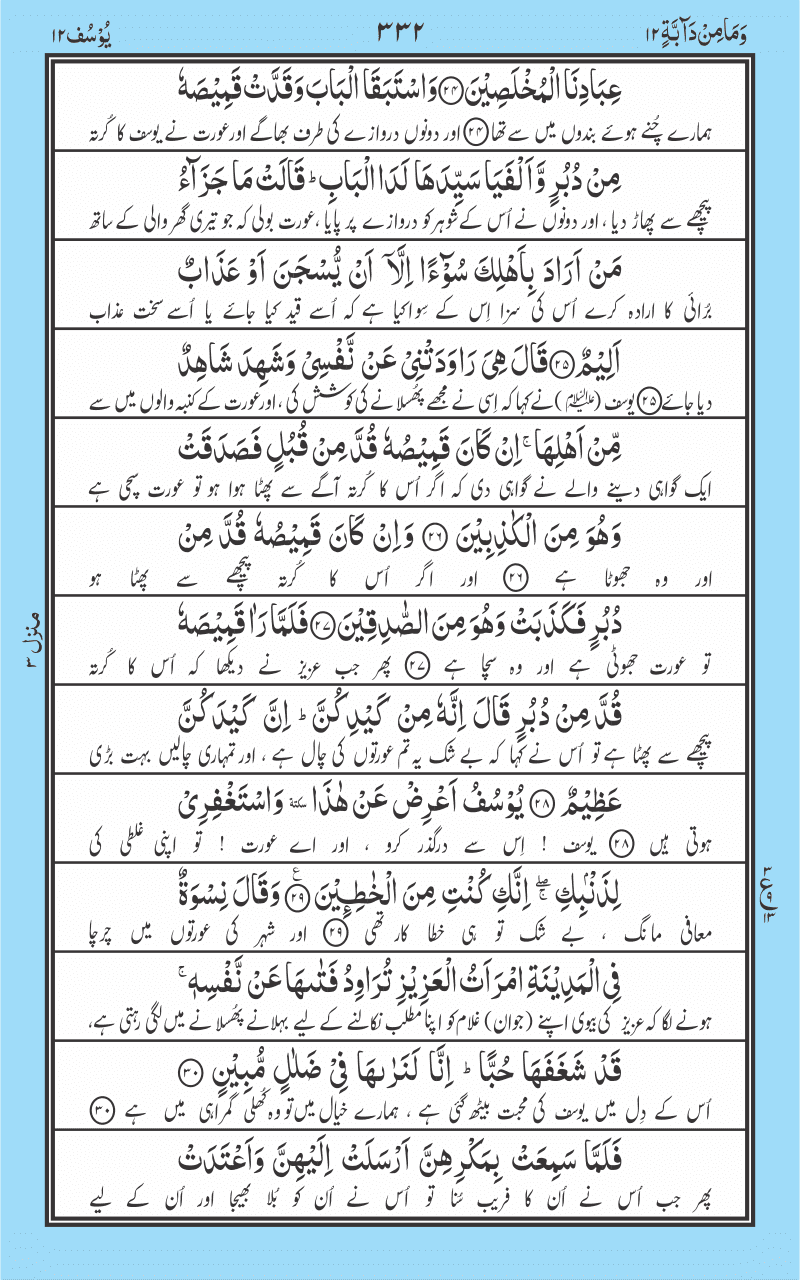 وَمَا مِنْ دَآبَّةٍ ١٢
٣٣٢
يُوْسُف ١٢
عِبَادِنَا الْمُخْلَصِيْنَ ﴿٢٤﴾ وَاسْتَبَقَا الْبَابَ وَقَدَّتْ قَمِيْصَهٗ
ہمارے چُنے ہوئے بندوں میں سے تھا ﴿٢٤﴾ اور دونوں دروازے کی طرف بھاگے اور عورت نے یوسف کا کُرتہ
مِنْ دُبُرٍ وَّاَلْفَيَا سَيِّدَهَا لَدَا الْبَابِ ؕ قَالَتْ مَا جَزَآءُ
پیچھے سے پھاڑ دیا ، اور دونوں نے اُس کے شوہر کو دروازے پر پایا ، عورت بولی کہ جو تیری گھر والی کے ساتھ
مَنْ اَرَادَ بِاَهْلِكَ سُوْٓءًا اِلَّآ اَنْ يُّسْجَنَ اَوْ عَذَابٌ
بُرائی کا ارادہ کرے اُس کی سزا اِس کے سِوا کیا ہے کہ اُسے قید کیا جائے یا اُسے سخت عذاب
اَلِيْمٌ ﴿٢٥﴾ قَالَ هِيَ رَاوَدَتْنِيْ عَنْ نَّفْسِيْ وَشَهِدَ شَاهِدٌ
دیا جائے ﴿٢٥﴾ یوسف (علیہ السلام) نے کہا کہ اِسی نے مجھے پھُسلانے کی کوشش کی ، اور عورت کے کنبہ والوں میں سے
مِّنْ اَهْلِهَا ۚ اِنْ كَانَ قَمِيْصُهٗ قُدَّ مِنْ قُبُلٍ فَصَدَقَتْ
ایک گواہی دینے والے نے گواہی دی کہ اگر اُس کا کُرتہ آگے سے پھٹا ہوا ہو تو عورت سچی ہے
وَهُوَ مِنَ الْكٰذِبِيْنَ ﴿٢٦﴾ وَاِنْ كَانَ قَمِيْصُهٗ قُدَّ مِنْ
اور وہ جھوٹا ہے ﴿٢٦﴾ اور اگر اُس کا کُرتہ پیچھے سے پھٹا ہو
دُبُرٍ فَكَذَبَتْ وَهُوَ مِنَ الصّٰدِقِيْنَ ﴿٢٧﴾ فَلَمَّا رَاٰ قَمِيْصَهٗ
تو عورت جھوٹی ہے اور وہ سچا ہے ﴿٢٧﴾ پھر جب عزیز نے دیکھا کہ اُس کا کُرتہ
قُدَّ مِنْ دُبُرٍ قَالَ اِنَّهٗ مِنْ كَيْدِكُنَّ ؕ اِنَّ كَيْدَكُنَّ
پیچھے سے پھٹا ہے تو اُس نے کہا کہ بے شک یہ تم عورتوں کی چال ہے ، اور تمہاری چالیں بہت بڑی
عَظِيْمٌ ﴿٢٨﴾ يُوْسُفُ اَعْرِضْ عَنْ هٰذَا سكتة وَاسْتَغْفِرِيْ
ہوتی ہیں ﴿٢٨﴾ یوسف ! اِس سے درگذر کرو ، اور اے عورت ! تو اپنی غلطی کی
لِذَنْۢبِكِ ۖۚ اِنَّكِ كُنْتِ مِنَ الْخٰطِـِٕيْنَ ﴿٢٩﴾ ع وَقَالَ نِسْوَةٌ
معافی مانگ ، بے شک تو ہی خطا کار تھی ﴿٢٩﴾ اور شہر کی عورتوں میں چرچا
فِي الْمَدِيْنَةِ امْرَاَتُ الْعَزِيْزِ تُرَاوِدُ فَتٰىهَا عَنْ نَّفْسِهٖ ۚ
ہونے لگا کہ عزیز کی بیوی اپنے (جوان) غلام کو اپنا مطلب نکالنے کے لیے بہلانے پھُسلانے میں لگی رہتی ہے،
قَدْ شَغَفَهَا حُبًّا ؕ اِنَّا لَنَرٰىهَا فِيْ ضَلٰلٍ مُّبِيْنٍ ﴿٣٠﴾
اُس کے دِل میں یوسف کی محبت بیٹھ گئی ہے ، ہمارے خیال میں تو وہ کُھلی گمراہی میں ہے ﴿٣٠﴾
فَلَمَّا سَمِعَتْ بِمَكْرِهِنَّ اَرْسَلَتْ اِلَيْهِنَّ وَاَعْتَدَتْ
پھر جب اُس نے اُن کا فریب سُنا تو اُس نے اُن کو بُلا بھیجا اور اُن کے لیے
منزل ٣